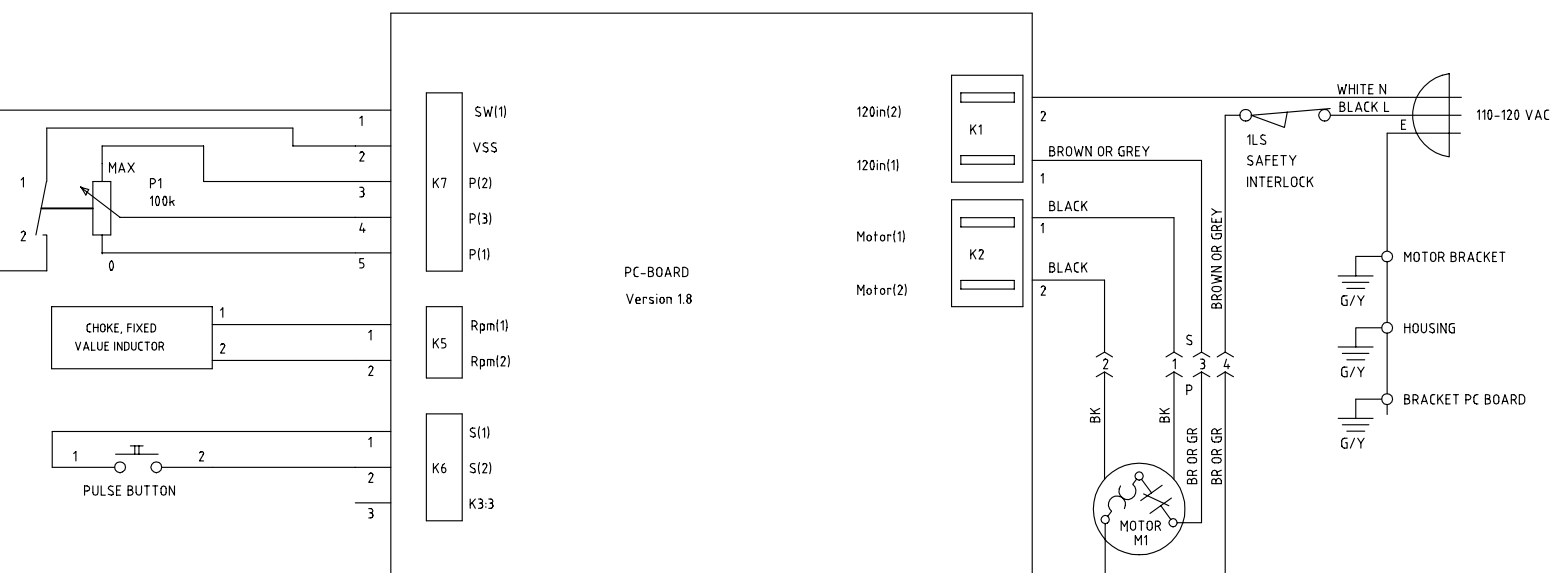 SW(1)
1
VSS
2
MAX
P1
100k
1
2
0
K7
P(2)
3
P(3)
4
P(1)
5
CHOKE, FIXED
VALUE INDUCTOR
1
2
1
2
K5
Rpm(1)
Rpm(2)
1
2
PULSE BUTTON
1
2
3
K6
S(1)
S(2)
K3:3
PC-BOARD
Version 1.8
120in(2)
120in(1)
K1
2
1
Motor(1)
Motor(2)
K2
1
2
BROWN OR GREY
BLACK
BLACK
BROWN OR GREY
WHITE N
BLACK L
E
110-120 VAC
1LS
SAFETY
INTERLOCK
MOTOR BRACKET
G/Y
HOUSING
G/Y
BRACKET PC BOARD
G/Y
S
2
1
3
4
P
BK
BK
BR OR GR
BR OR GR
MOTOR
M1